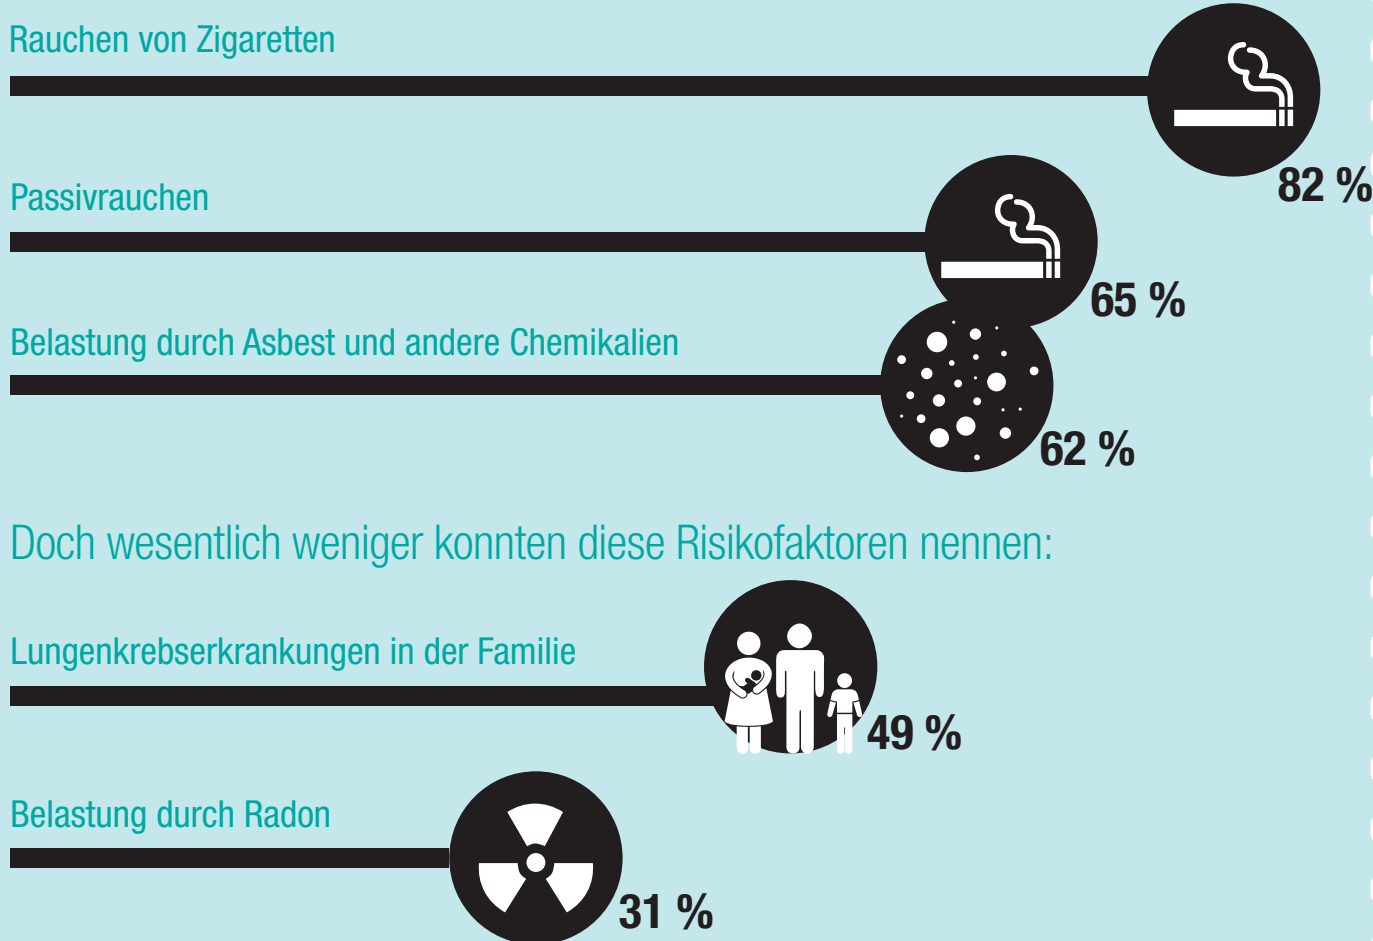 Rauchen von Zigaretten
82 %
Passivrauchen
65 %
Belastung durch Asbest und andere Chemikalien
62 %
Doch wesentlich weniger konnten diese Risikofaktoren nennen:
Lungenkrebserkrankungen in der Familie
49 %
Belastung durch Radon
31 %